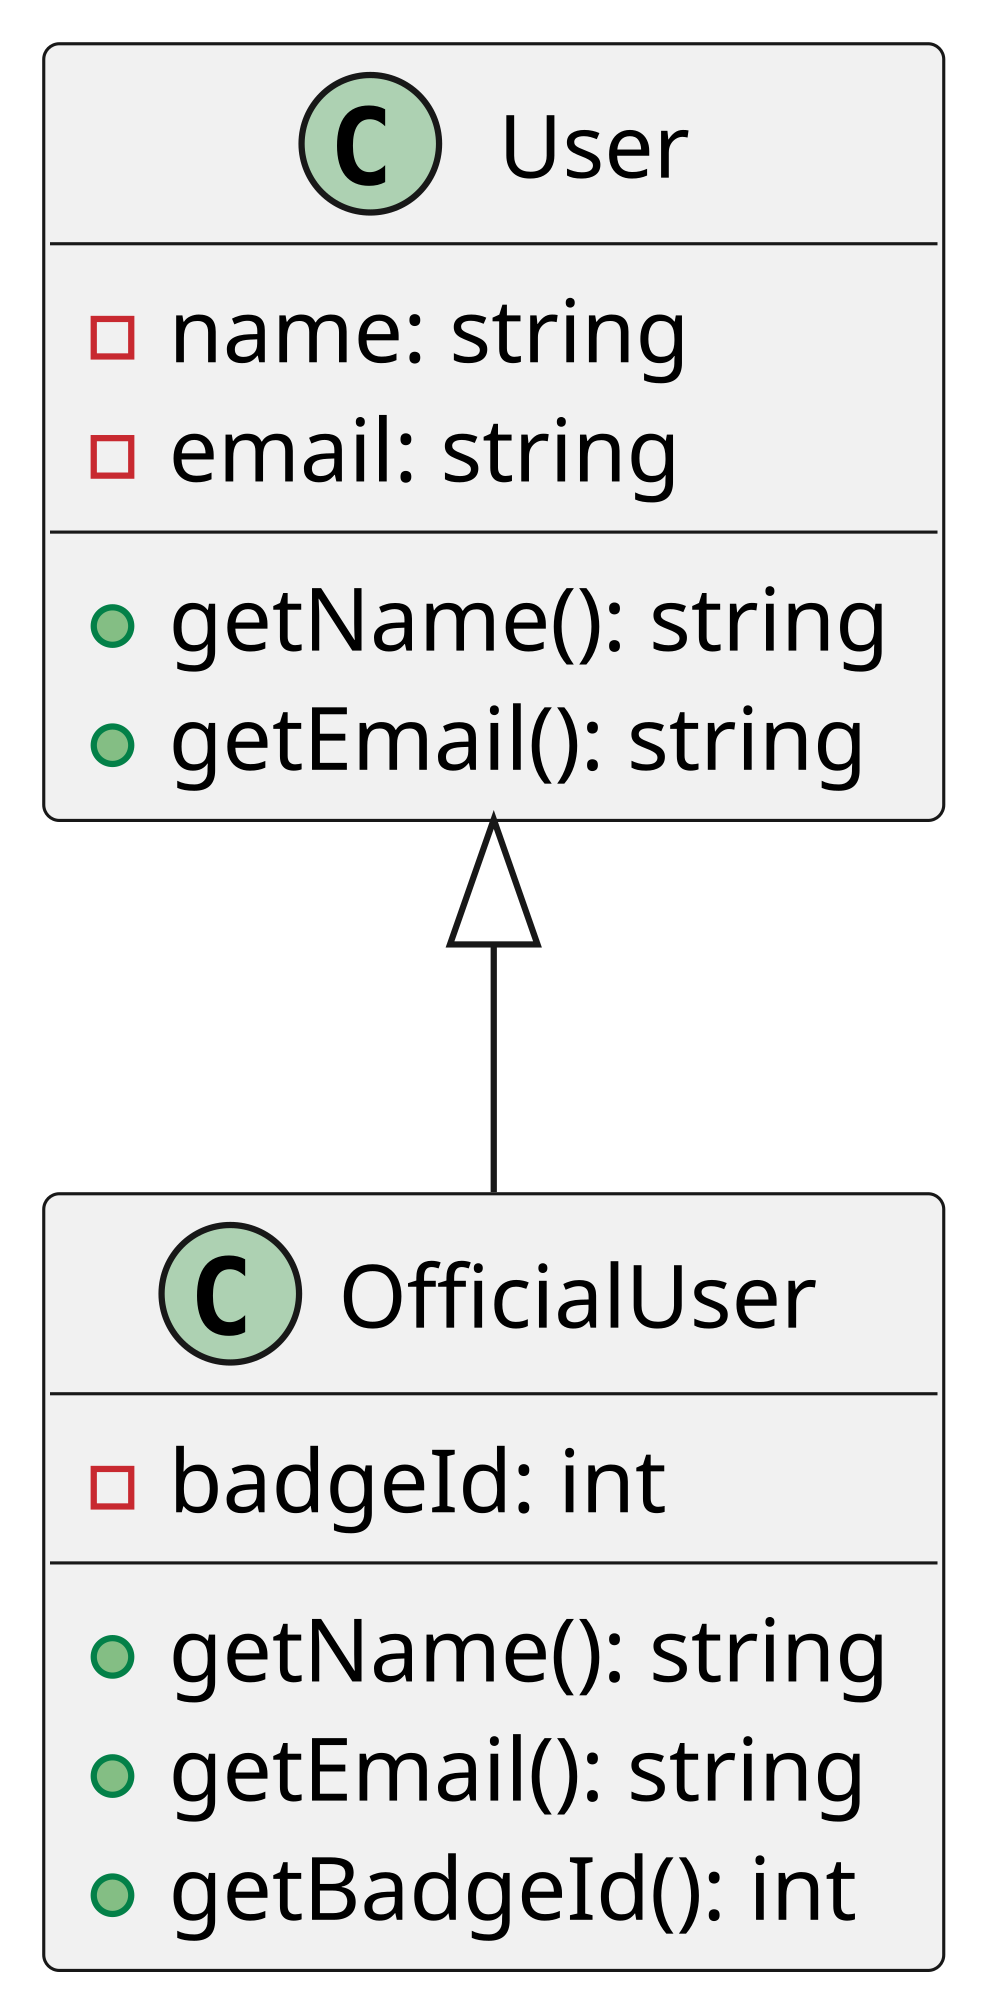 C User
name: string
email: string
getName(): string
getEmail(): string
C OfficialUser
badgeId: int
getName(): string
getEmail(): string
getBadgeId(): int